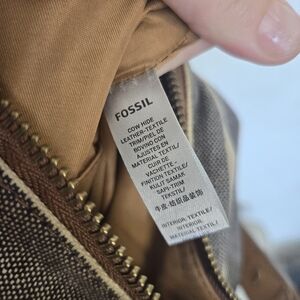 FOSSIL
COW HIDE
LEATHER-TEXTILE
TRIM/PIEL DE
BOVINO CON
AJUSTES EN
MATERIAL TEXTIL/
CUIR DE
VACHETTE-
FINITION TEXTILE/
KULIT SAMAK
SAPI-TRIM
TEKSTIL
牛皮-纺织品装饰
INTERIOR: TEXTILE/
INTERIOR:
MATERIAL TEXTIL/